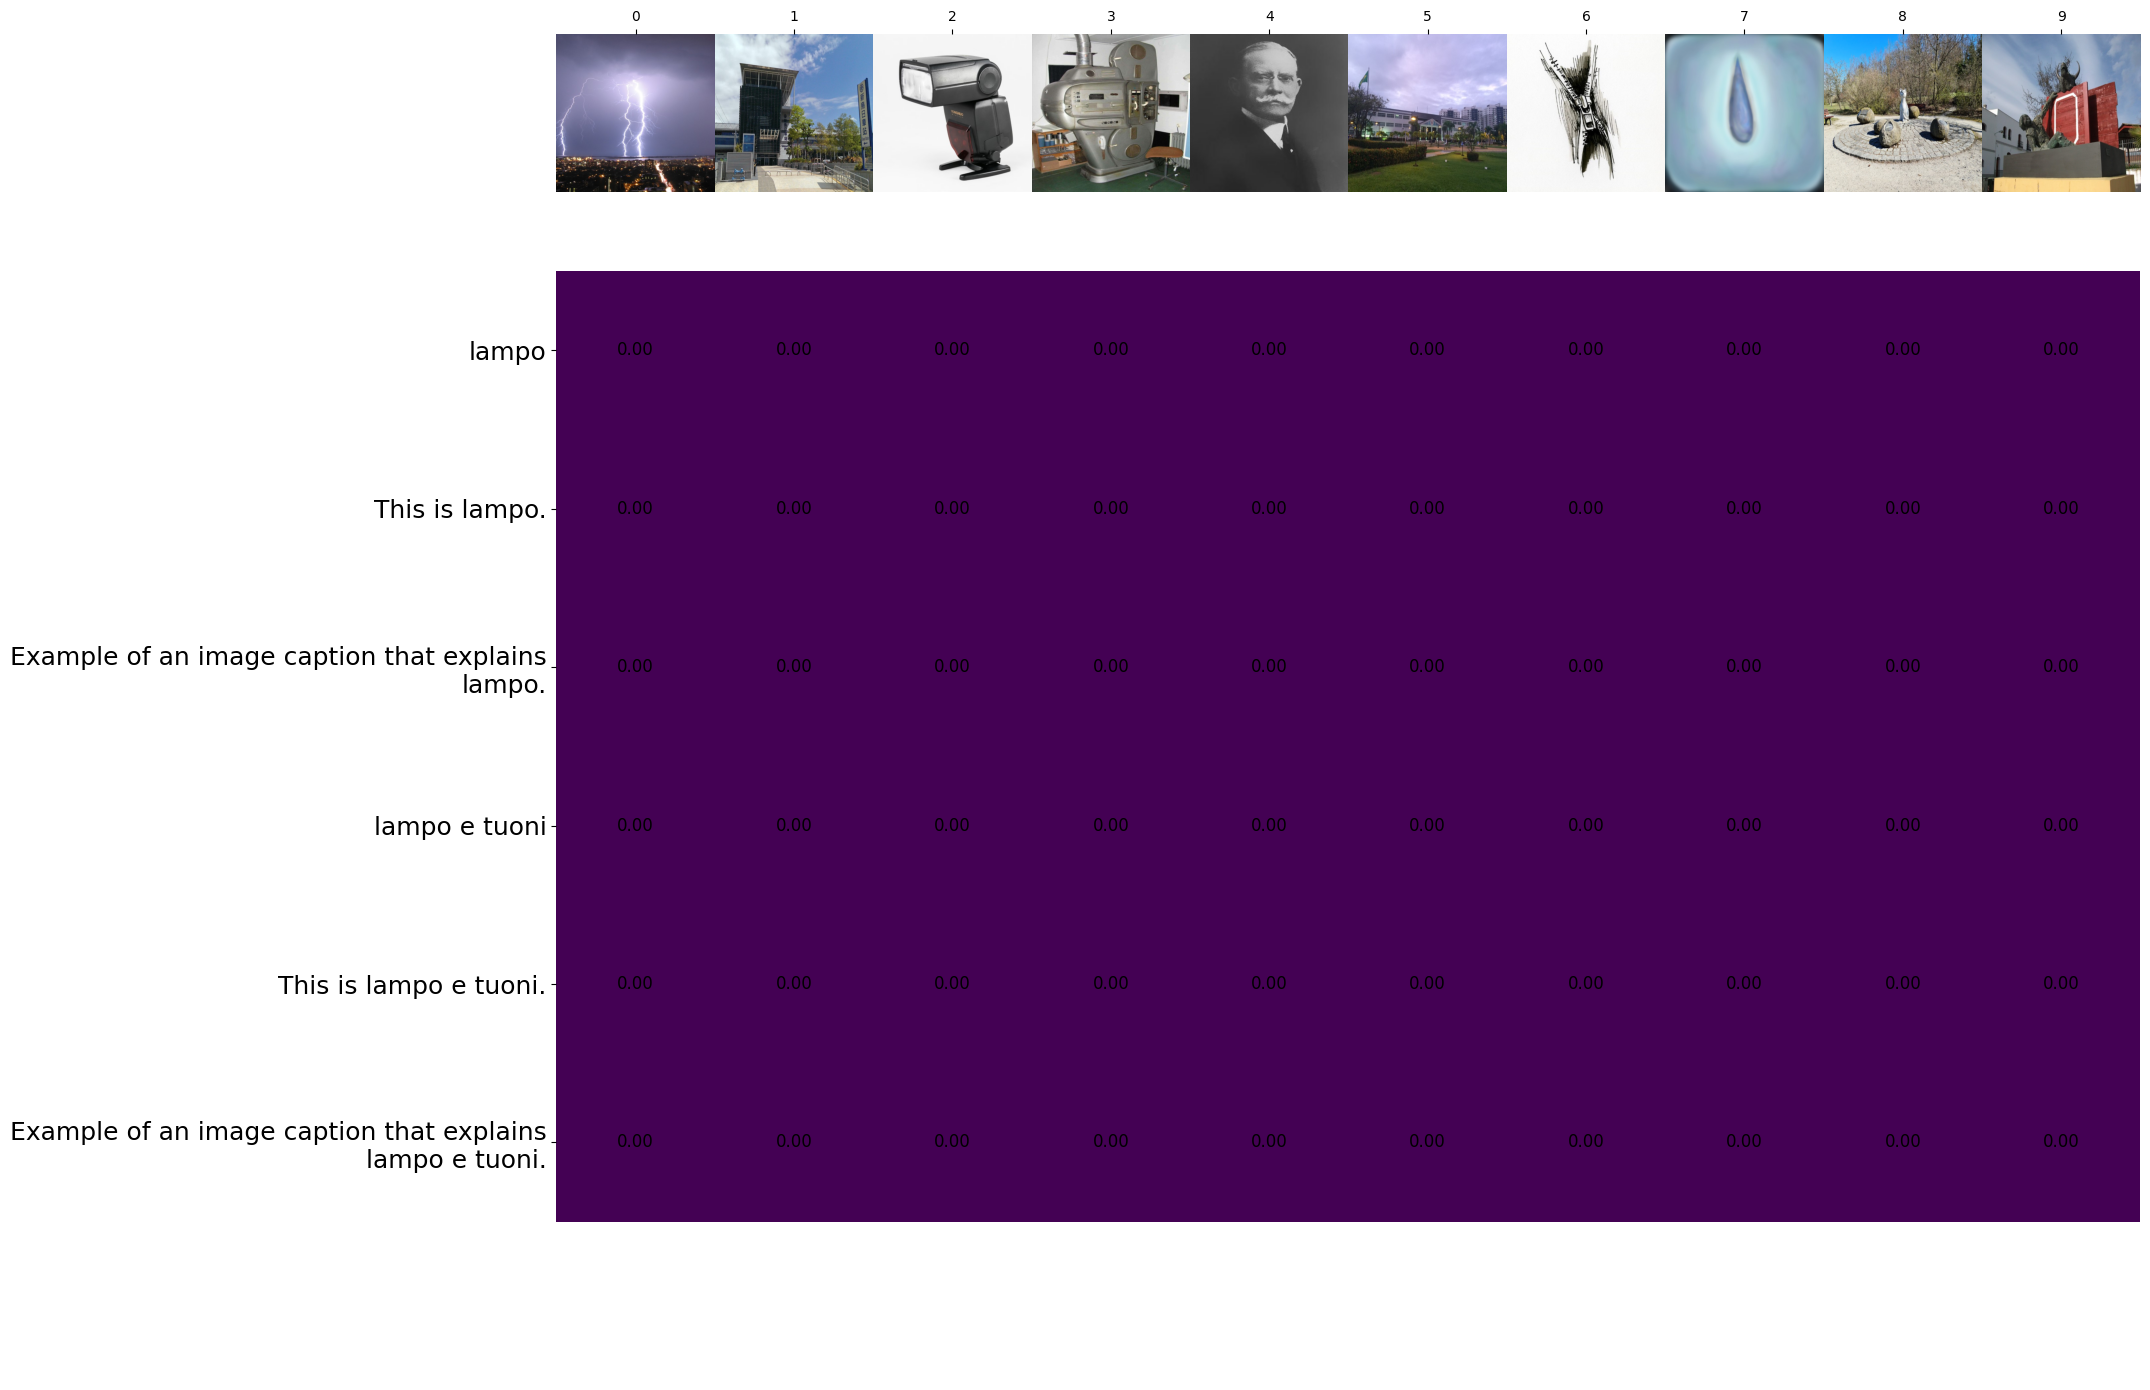 0 1 2 3 4 5 6 7 8 9
lampo 0.00 0.00 0.00 0.00 0.00 0.00 0.00 0.00 0.00 0.00
This is lampo. 0.00 0.00 0.00 0.00 0.00 0.00 0.00 0.00 0.00 0.00
Example of an image caption that explains
lampo. 0.00 0.00 0.00 0.00 0.00 0.00 0.00 0.00 0.00 0.00
lampo e tuoni 0.00 0.00 0.00 0.00 0.00 0.00 0.00 0.00 0.00 0.00
This is lampo e tuoni. 0.00 0.00 0.00 0.00 0.00 0.00 0.00 0.00 0.00 0.00
Example of an image caption that explains
lampo e tuoni. 0.00 0.00 0.00 0.00 0.00 0.00 0.00 0.00 0.00 0.00